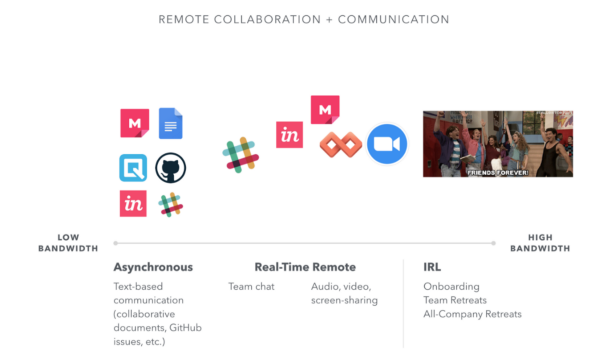 REMOTE COLLABORATION + COMMUNICATION
M
M
in
in
FRIENDS FOREVER!
LOW
BANDWIDTH
HIGH
BANDWIDTH
Asynchronous
Text-based
communication
(collaborative
documents, GitHub
issues, etc.)
Real-Time Remote
Team chat
Audio, video,
screen-sharing
IRL
Onboarding
Team Retreats
All-Company Retreats